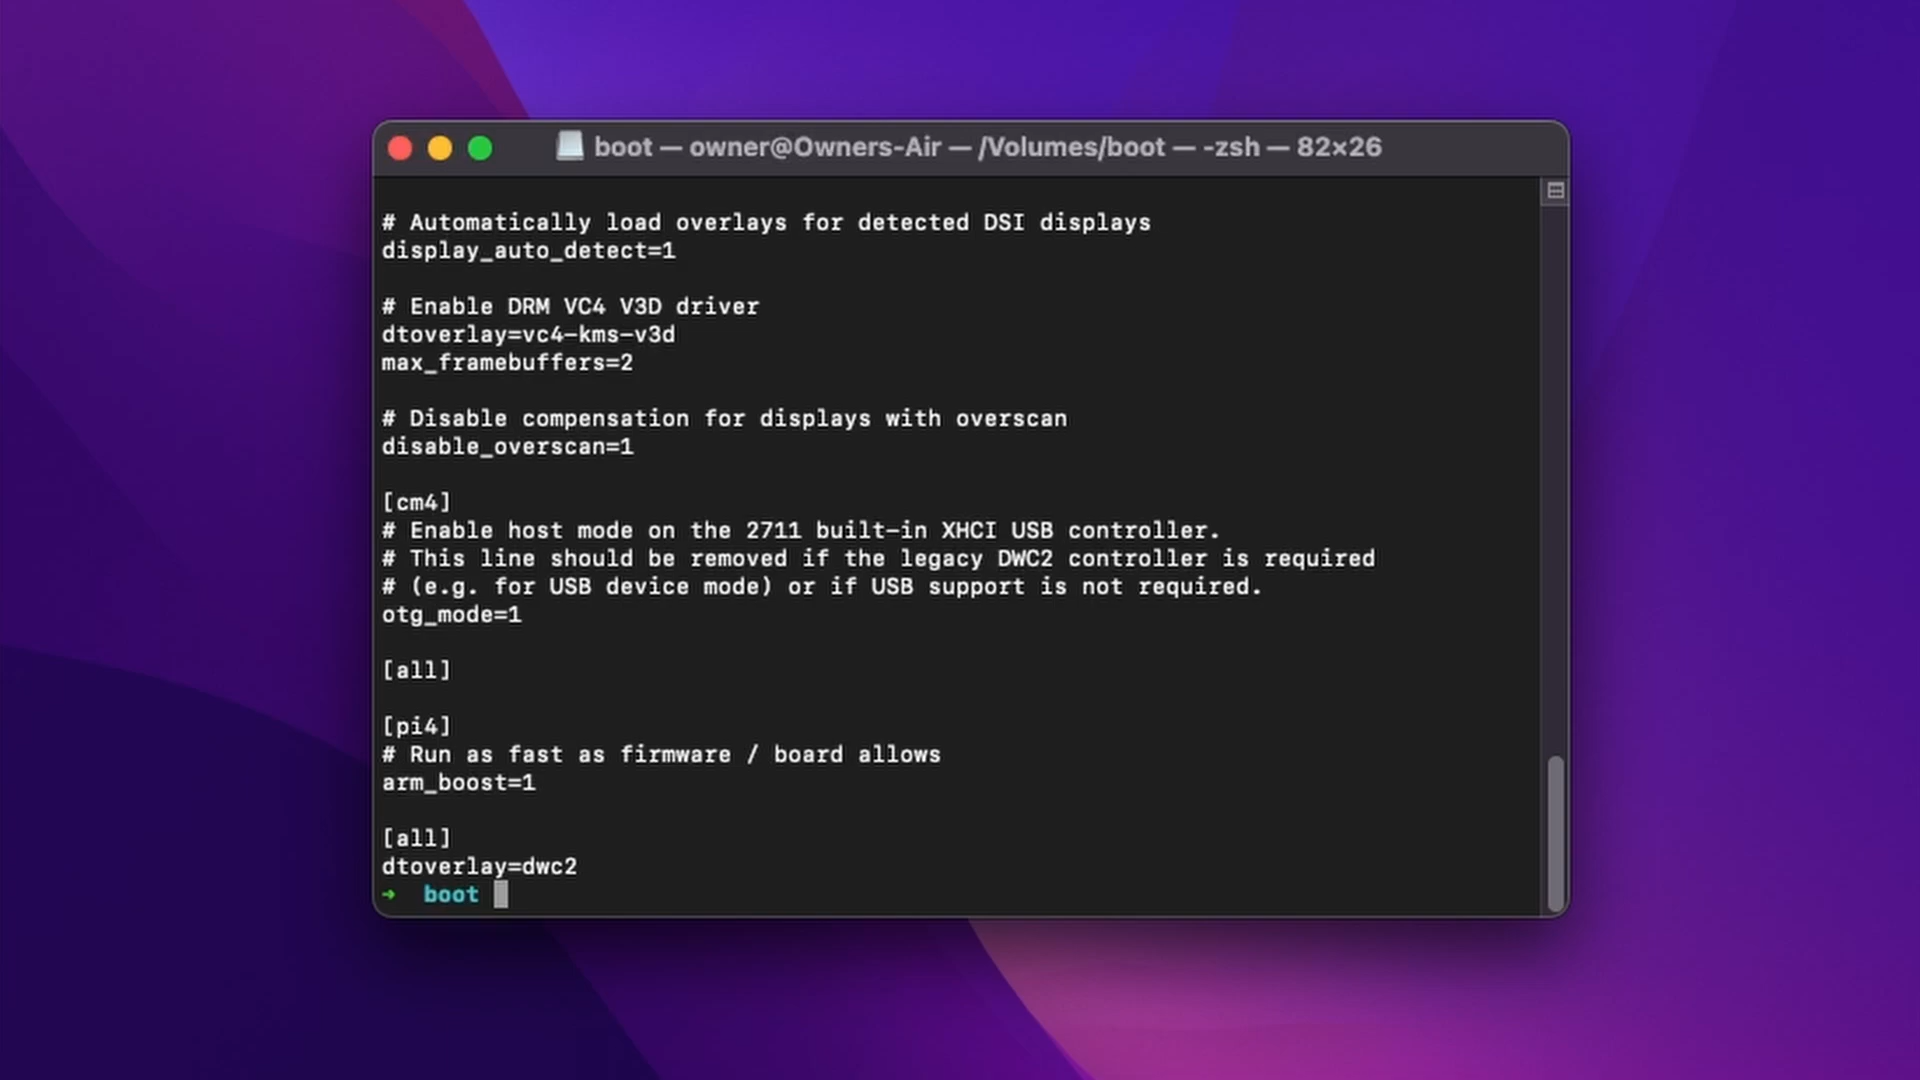 boot — owner@Owners-Air — /Volumes/boot — -zsh — 82×26
# Automatically load overlays for detected DSI displays
display_auto_detect=1
# Enable DRM VC4 V3D driver
dtoverlay=vc4-kms-v3d
max_framebuffers=2
# Disable compensation for displays with overscan
disable_overscan=1
[cm4]
# Enable host mode on the 2711 built-in XHCI USB controller.
# This line should be removed if the legacy DWC2 controller is required
# (e.g. for USB device mode) or if USB support is not required.
otg_mode=1
[all]
[pi4]
# Run as fast as firmware / board allows
arm_boost=1
[all]
dtoverlay=dwc2
➜ boot